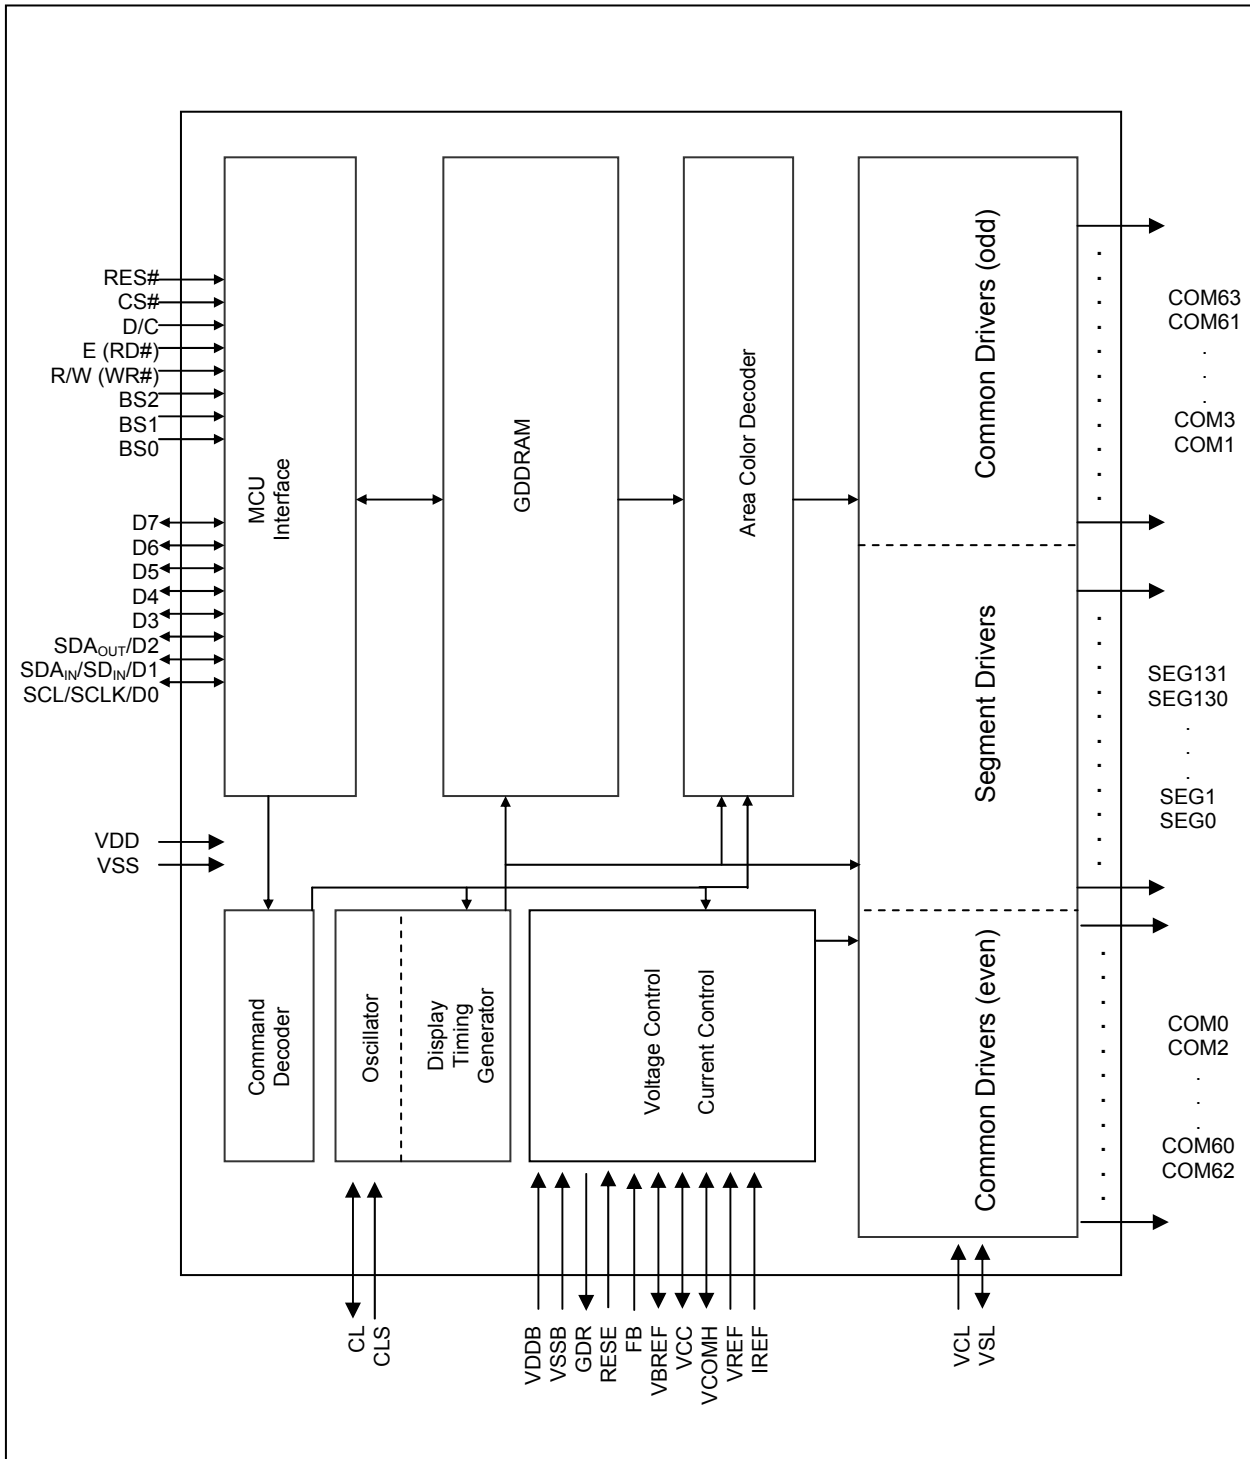 RES#
CS#
D/C
E (RD#)
R/W (WR#)
BS2
BS1
BS0
D7
D6
D5
D4
D3
SDAOUT/D2
SDAIN/SDIN/D1
SCL/SCLK/D0
VDD
VSS
MCU
Interface
GDDRAM
Area Color Decoder
Common Drivers (odd)
Segment Drivers
Common Drivers (even)
Command
Decoder
Oscillator
Display
Timing
Generator
Voltage Control
Current Control
COM63
COM61
.
.
.
COM3
COM1
SEG131
SEG130
.
.
.
SEG1
SEG0
COM0
COM2
.
.
.
COM60
COM62
CL
CLS
VDDB
VSSB
GDR
RESE
FB
VBREF
VCC
VCOMH
VREF
IREF
VCL
VSL